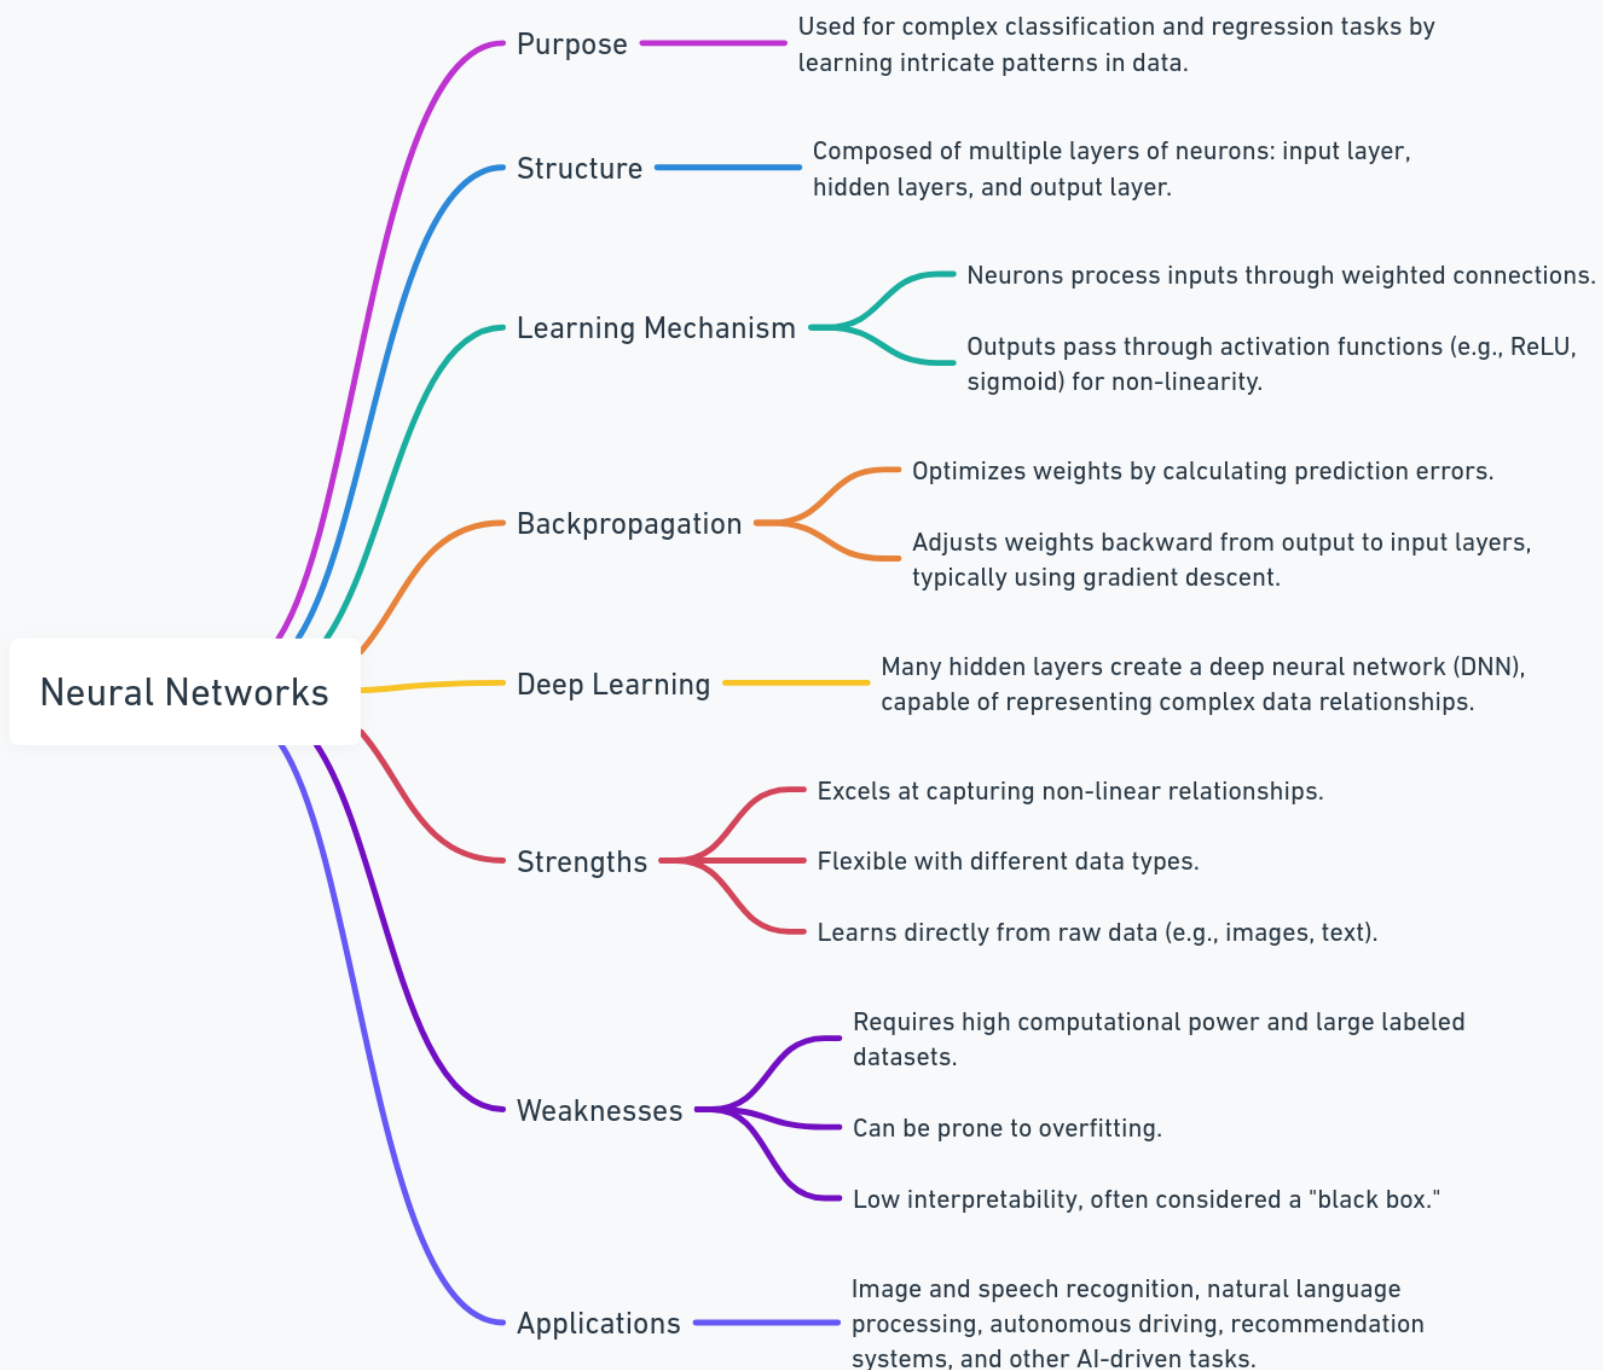 Purpose
Used for complex classification and regression tasks by
learning intricate patterns in data.
Structure
Composed of multiple layers of neurons: input layer,
hidden layers, and output layer.
Learning Mechanism
Neurons process inputs through weighted connections.
Outputs pass through activation functions (e.g., ReLU,
sigmoid) for non-linearity.
Backpropagation
Optimizes weights by calculating prediction errors.
Adjusts weights backward from output to input layers,
typically using gradient descent.
Neural Networks
Deep Learning
Many hidden layers create a deep neural network (DNN),
capable of representing complex data relationships.
Strengths
Excels at capturing non-linear relationships.
Flexible with different data types.
Learns directly from raw data (e.g., images, text).
Weaknesses
Requires high computational power and large labeled
datasets.
Can be prone to overfitting.
Low interpretability, often considered a "black box."
Applications
Image and speech recognition, natural language
processing, autonomous driving, recommendation
systems, and other AI-driven tasks.